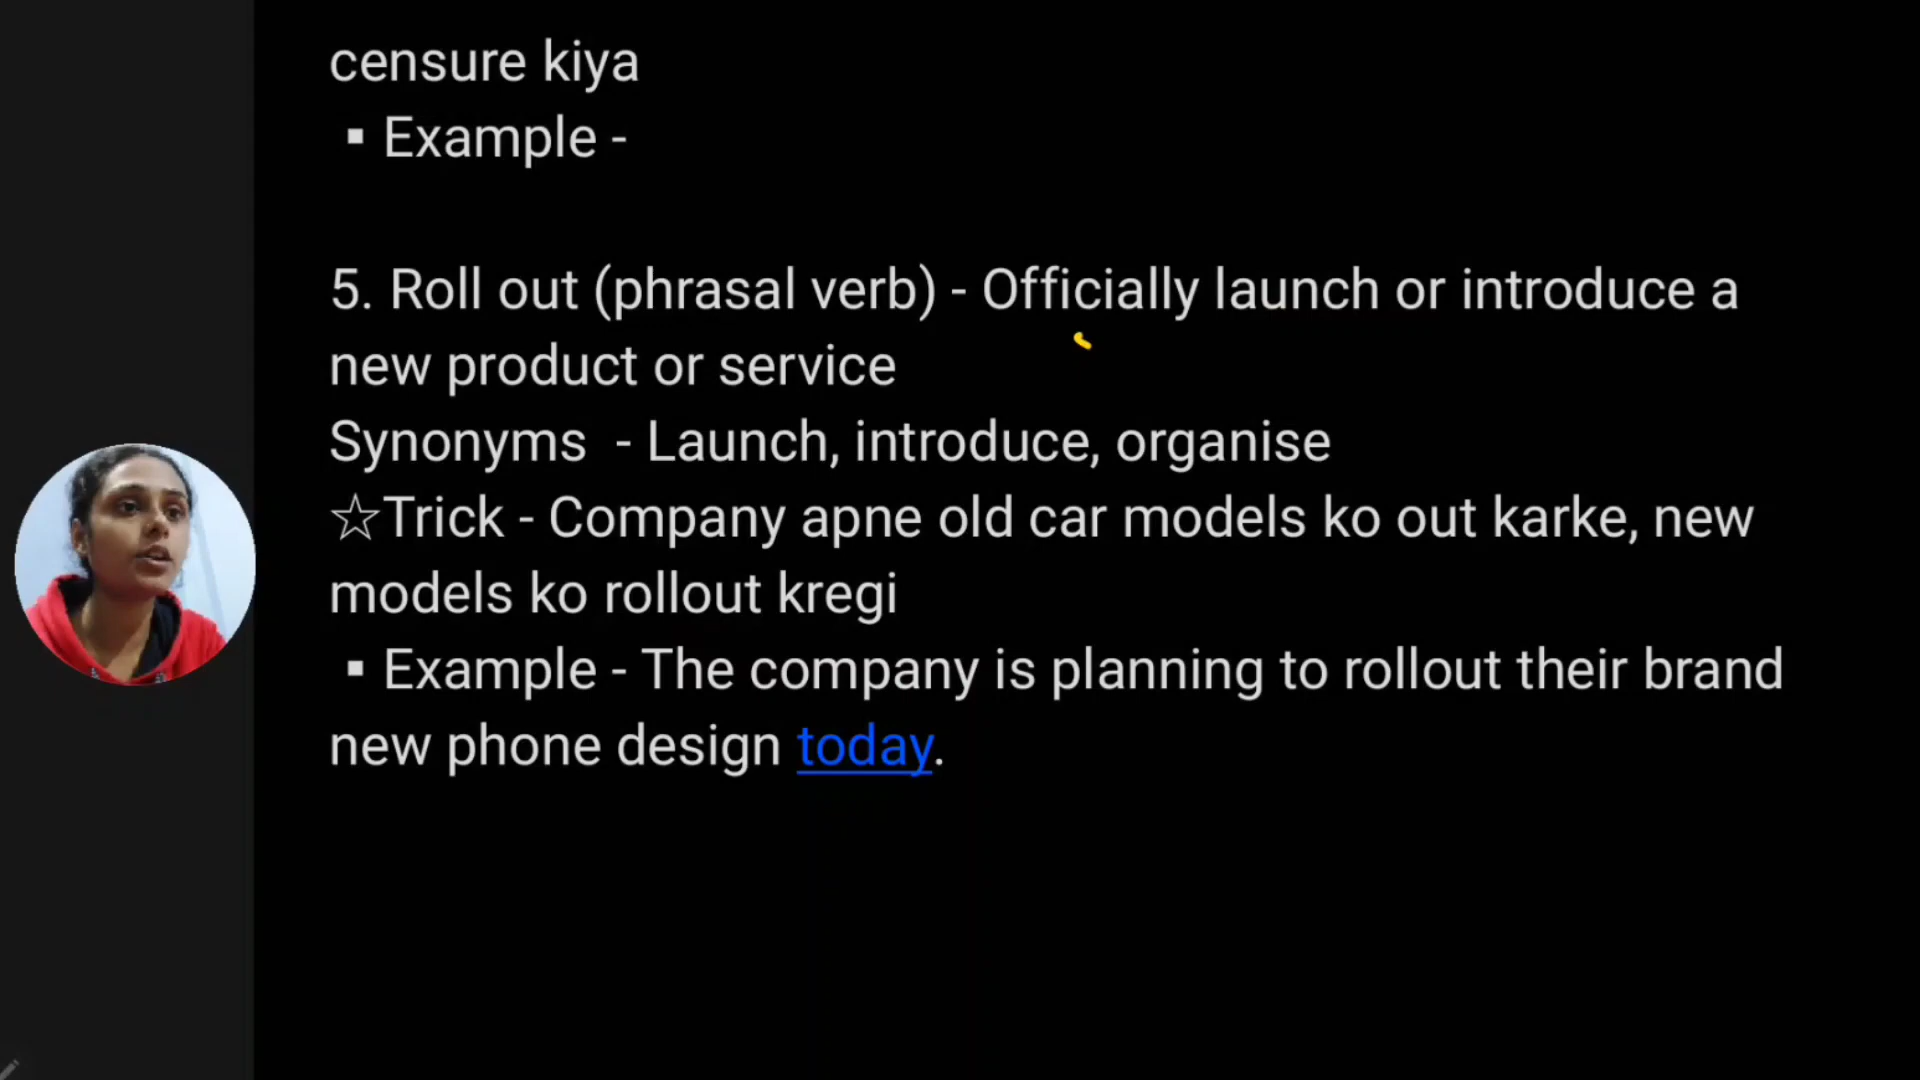 censure kiya
▪ Example -
5. Roll out (phrasal verb) - Officially launch or introduce a
new product or service
Synonyms  - Launch, introduce, organise
☆Trick - Company apne old car models ko out karke, new
models ko rollout kregi
▪ Example - The company is planning to rollout their brand
new phone design today.